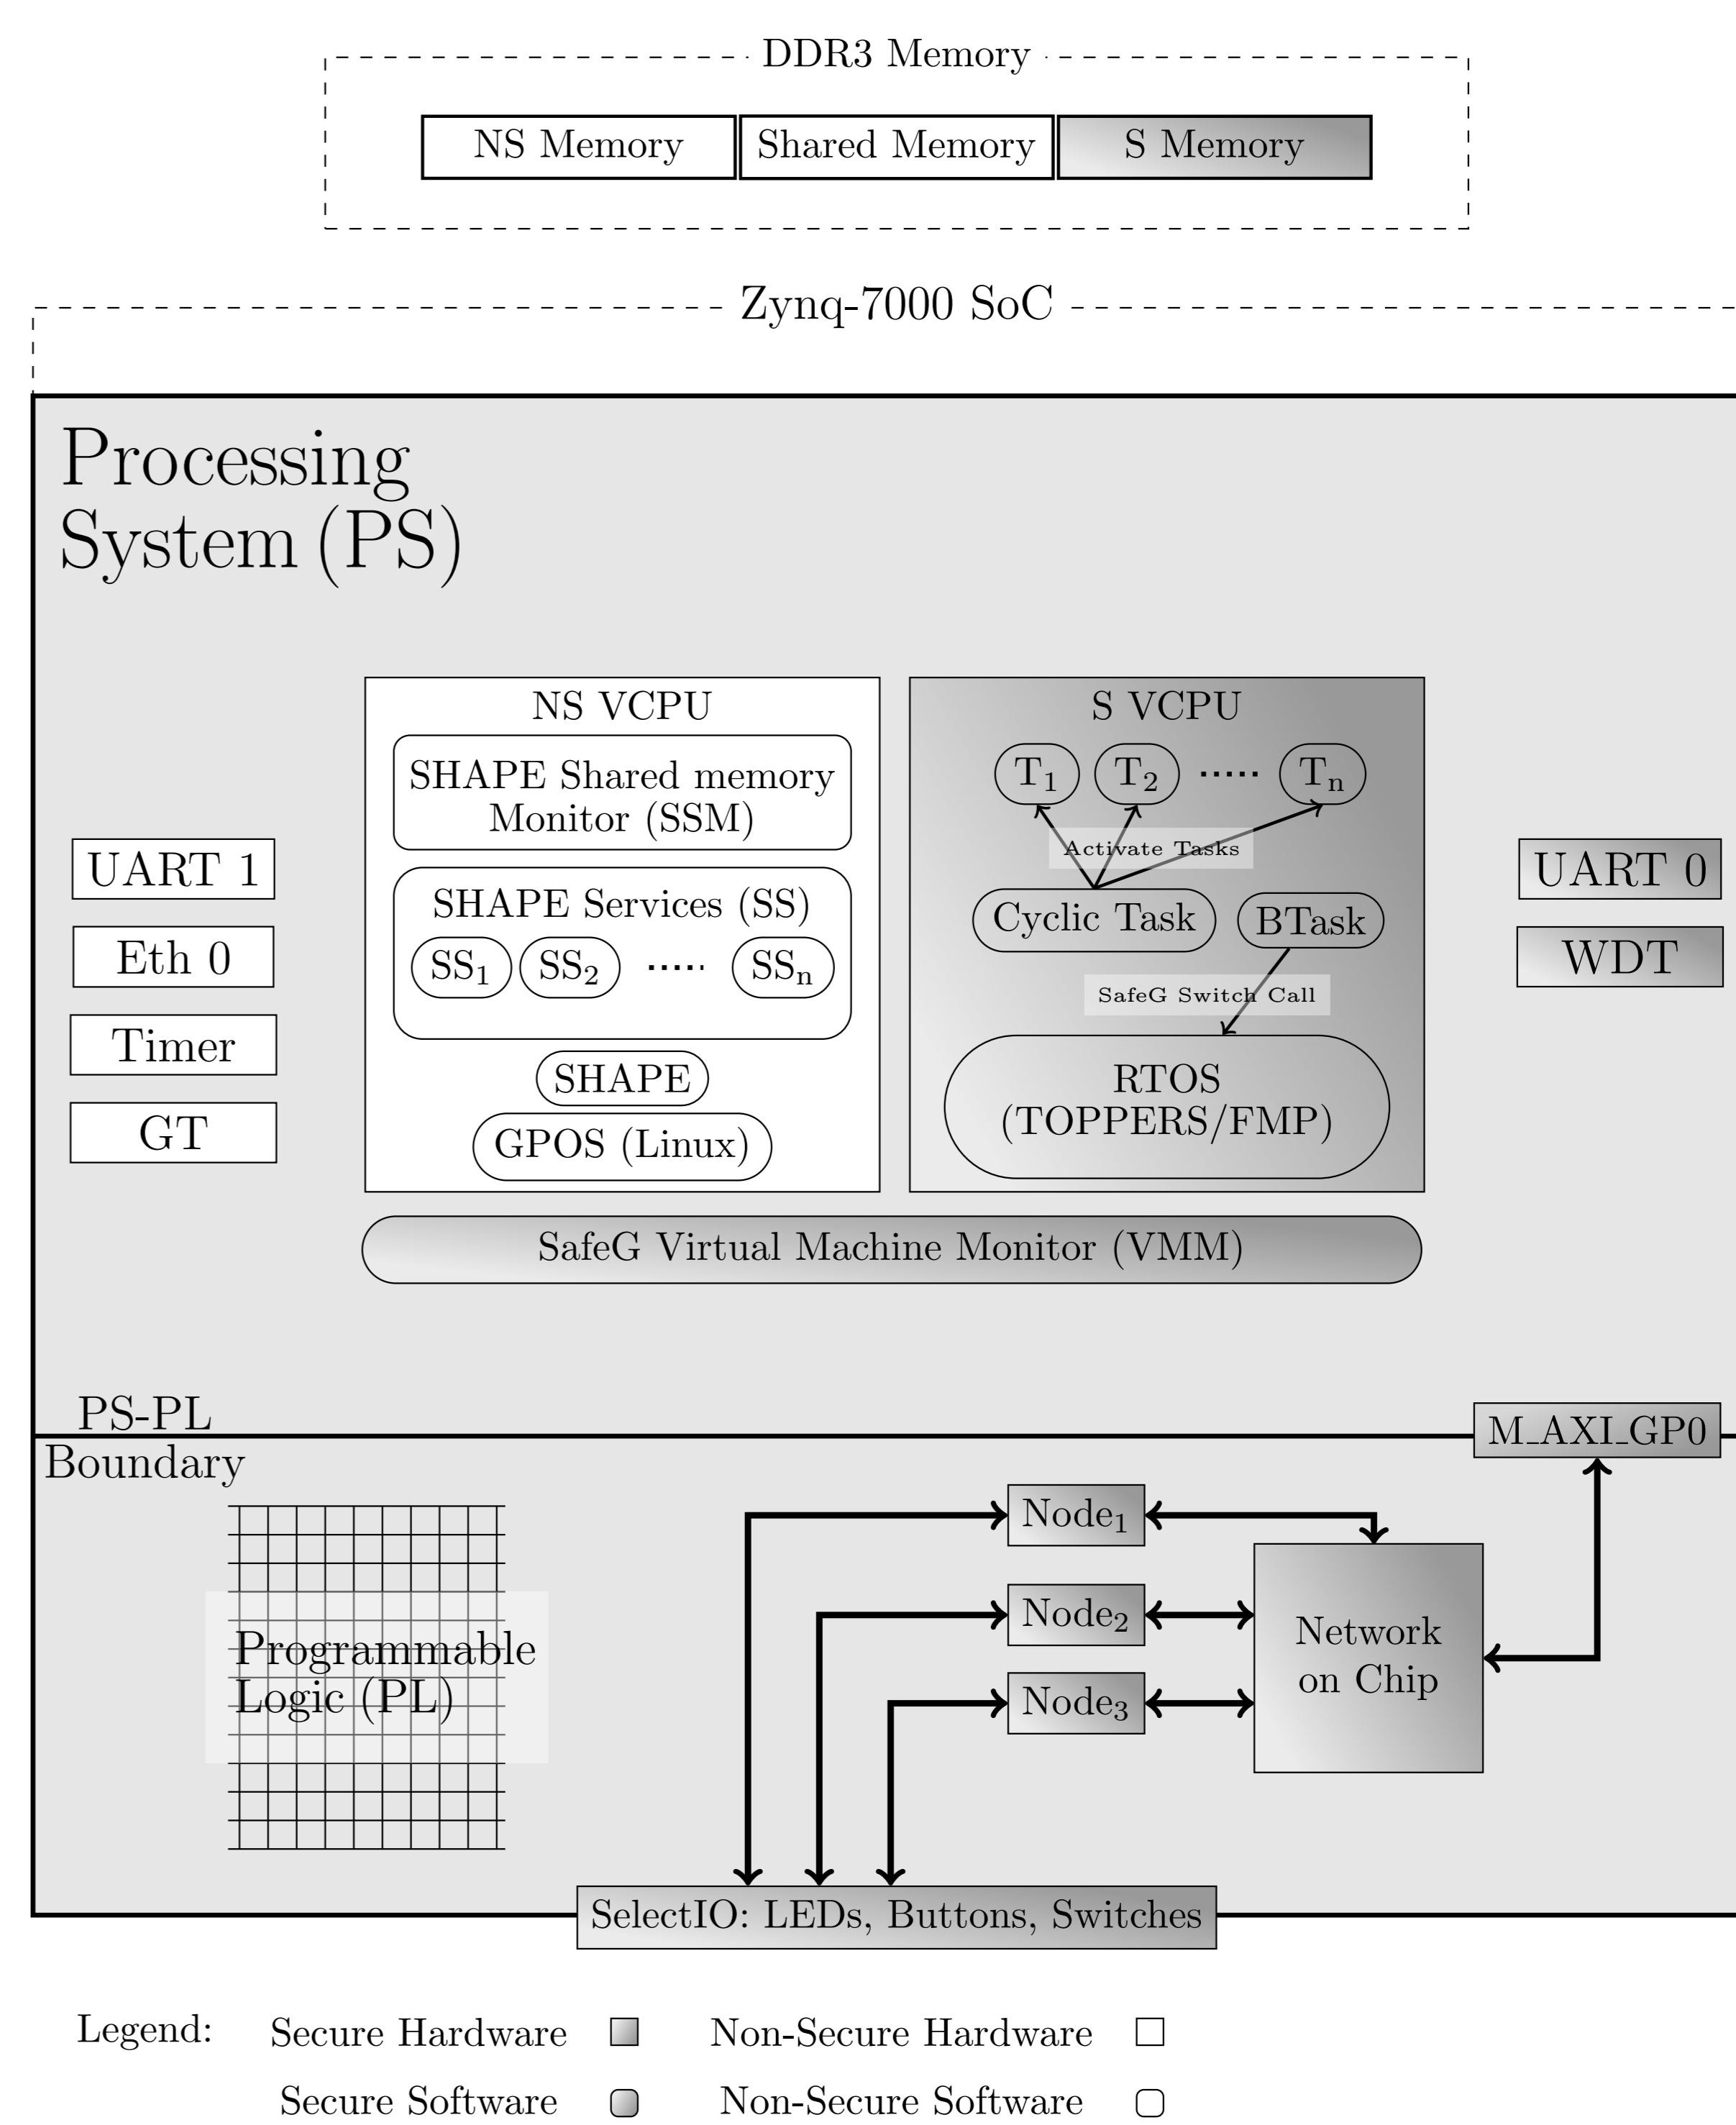 DDR3 Memory
NS Memory
Shared Memory
S Memory
Zynq-7000 SoC
Processing
System (PS)
NS VCPU
SHAPE Shared memory
Monitor (SSM)
SHAPE Services (SS)
SS1
SS2
.....
SSn
SHAPE
GPOS (Linux)
S VCPU
T1
T2
.....
Tn
Activate Tasks
Cyclic Task
BTask
SafeG Switch Call
RTOS
(TOPPERS/FMP)
UART 1
Eth 0
Timer
GT
UART 0
WDT
SafeG Virtual Machine Monitor (VMM)
PS-PL
Boundary
M_AXI_GP0
Programmable
Logic (PL)
Node1
Node2
Node3
Network
on Chip
SelectIO: LEDs, Buttons, Switches
Legend:
Secure Hardware
Non-Secure Hardware
Secure Software
Non-Secure Software